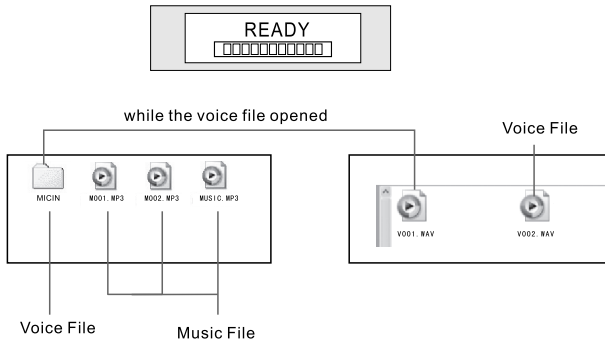 READY
while the voice file opened
Voice File
MICIN
M001.MP3
M002.MP3
MUSIC.MP3
V001.WAV
V002.WAV
Voice File
Music File